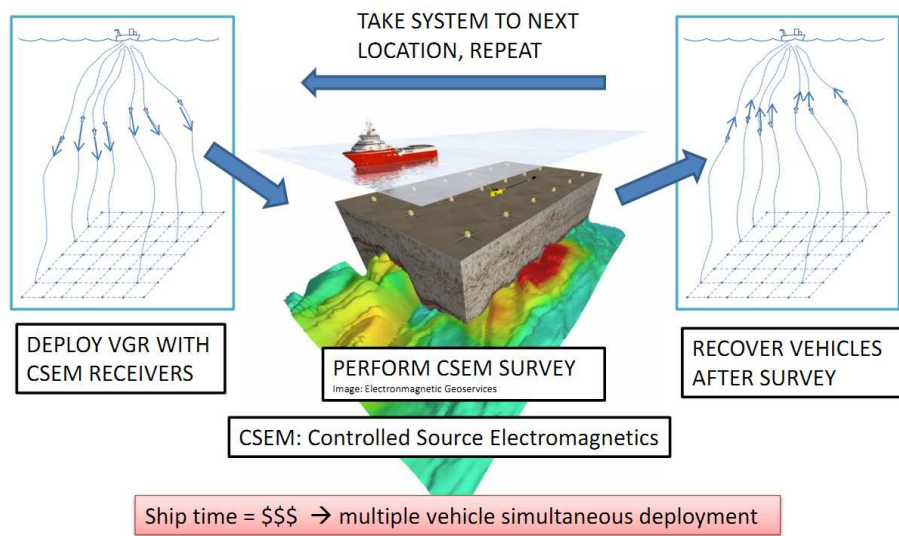 TAKE SYSTEM TO NEXT
LOCATION, REPEAT
DEPLOY VGR WITH
CSEM RECEIVERS
PERFORM CSEM SURVEY
Image: Electronmagnetic Geoservices
RECOVER VEHICLES
AFTER SURVEY
CSEM: Controlled Source Electromagnetics
Ship time = $$$ → multiple vehicle simultaneous deployment